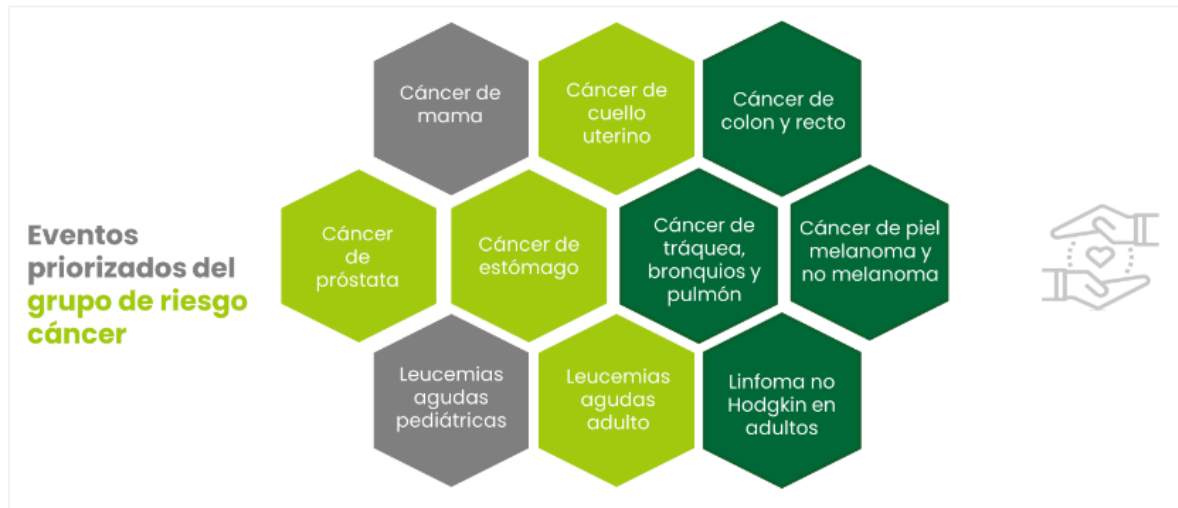 Eventos
priorizados del
grupo de riesgo
cáncer
Cáncer de
mama
Cáncer de
cuello
uterino
Cáncer de
colon y recto
Cáncer
de
próstata
Cáncer de
estómago
Cáncer de
tráquea,
bronquios y
pulmón
Cáncer de piel
melanoma y
no melanoma
Leucemias
agudas
pediátricas
Leucemias
agudas
adulto
Linfoma no
Hodgkin en
adultos